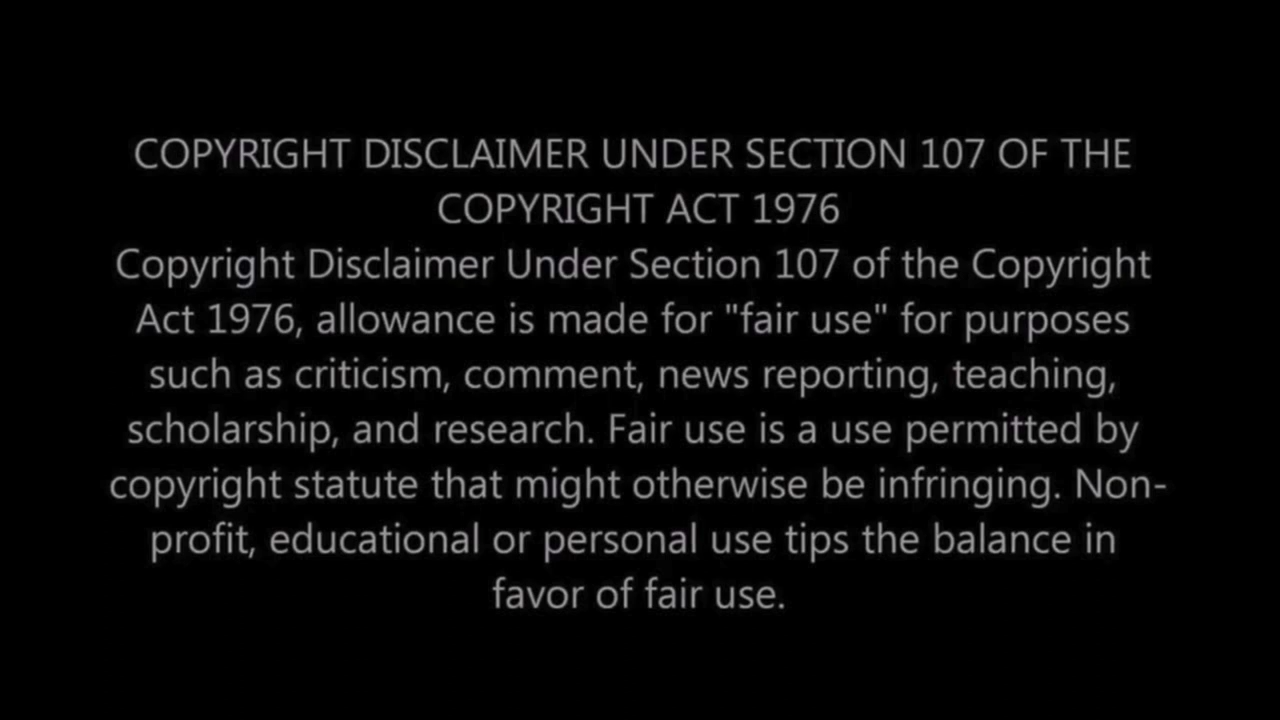 COPYRIGHT DISCLAIMER UNDER SECTION 107 OF THE
COPYRIGHT ACT 1976
Copyright Disclaimer Under Section 107 of the Copyright
Act 1976, allowance is made for "fair use" for purposes
such as criticism, comment, news reporting, teaching,
scholarship, and research. Fair use is a use permitted by
copyright statute that might otherwise be infringing. Non-
profit, educational or personal use tips the balance in
favor of fair use.